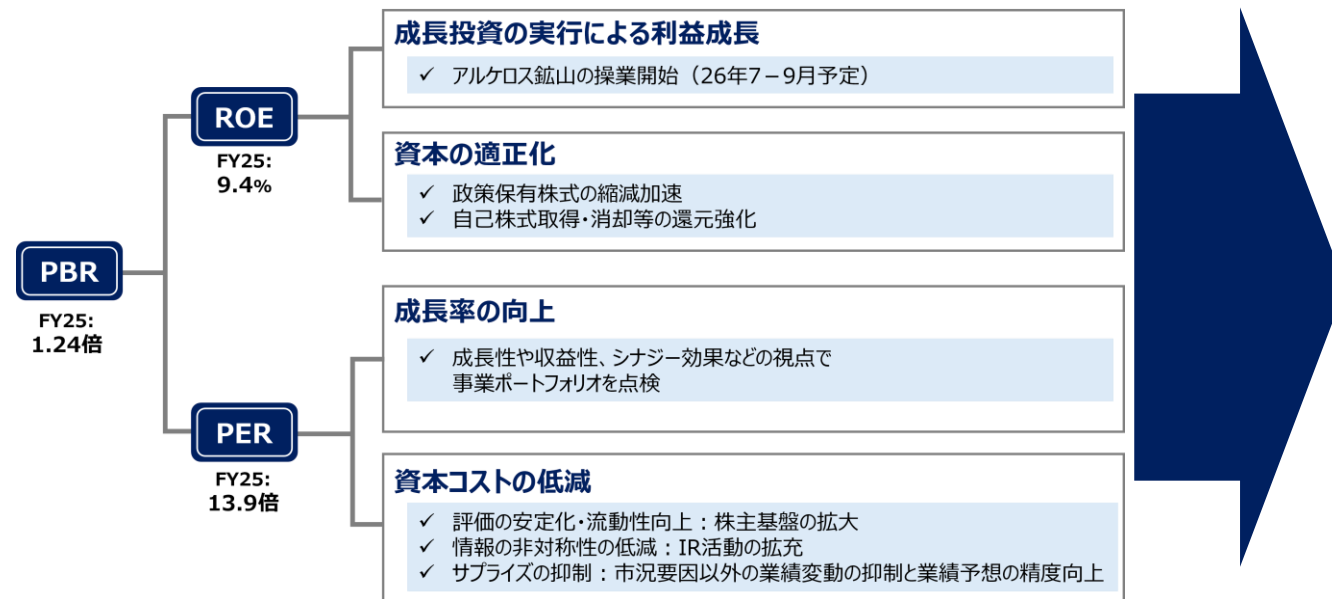 PBR
FY25:
1.24倍
ROE
FY25:
9.4%
成長投資の実行による利益成長
✓ アルケロス鉱山の操業開始（26年7－9月予定）
資本の適正化
✓ 政策保有株式の縮減加速
✓ 自己株式取得・消却等の還元強化
PER
FY25:
13.9倍
成長率の向上
✓ 成長性や収益性、シナジー効果などの視点で
事業ポートフォリオを点検
資本コストの低減
✓ 評価の安定化・流動性向上：株主基盤の拡大
✓ 情報の非対称性の低減：IR活動の拡充
✓ サプライズの抑制：市況要因以外の業績変動の抑制と業績予想の精度向上